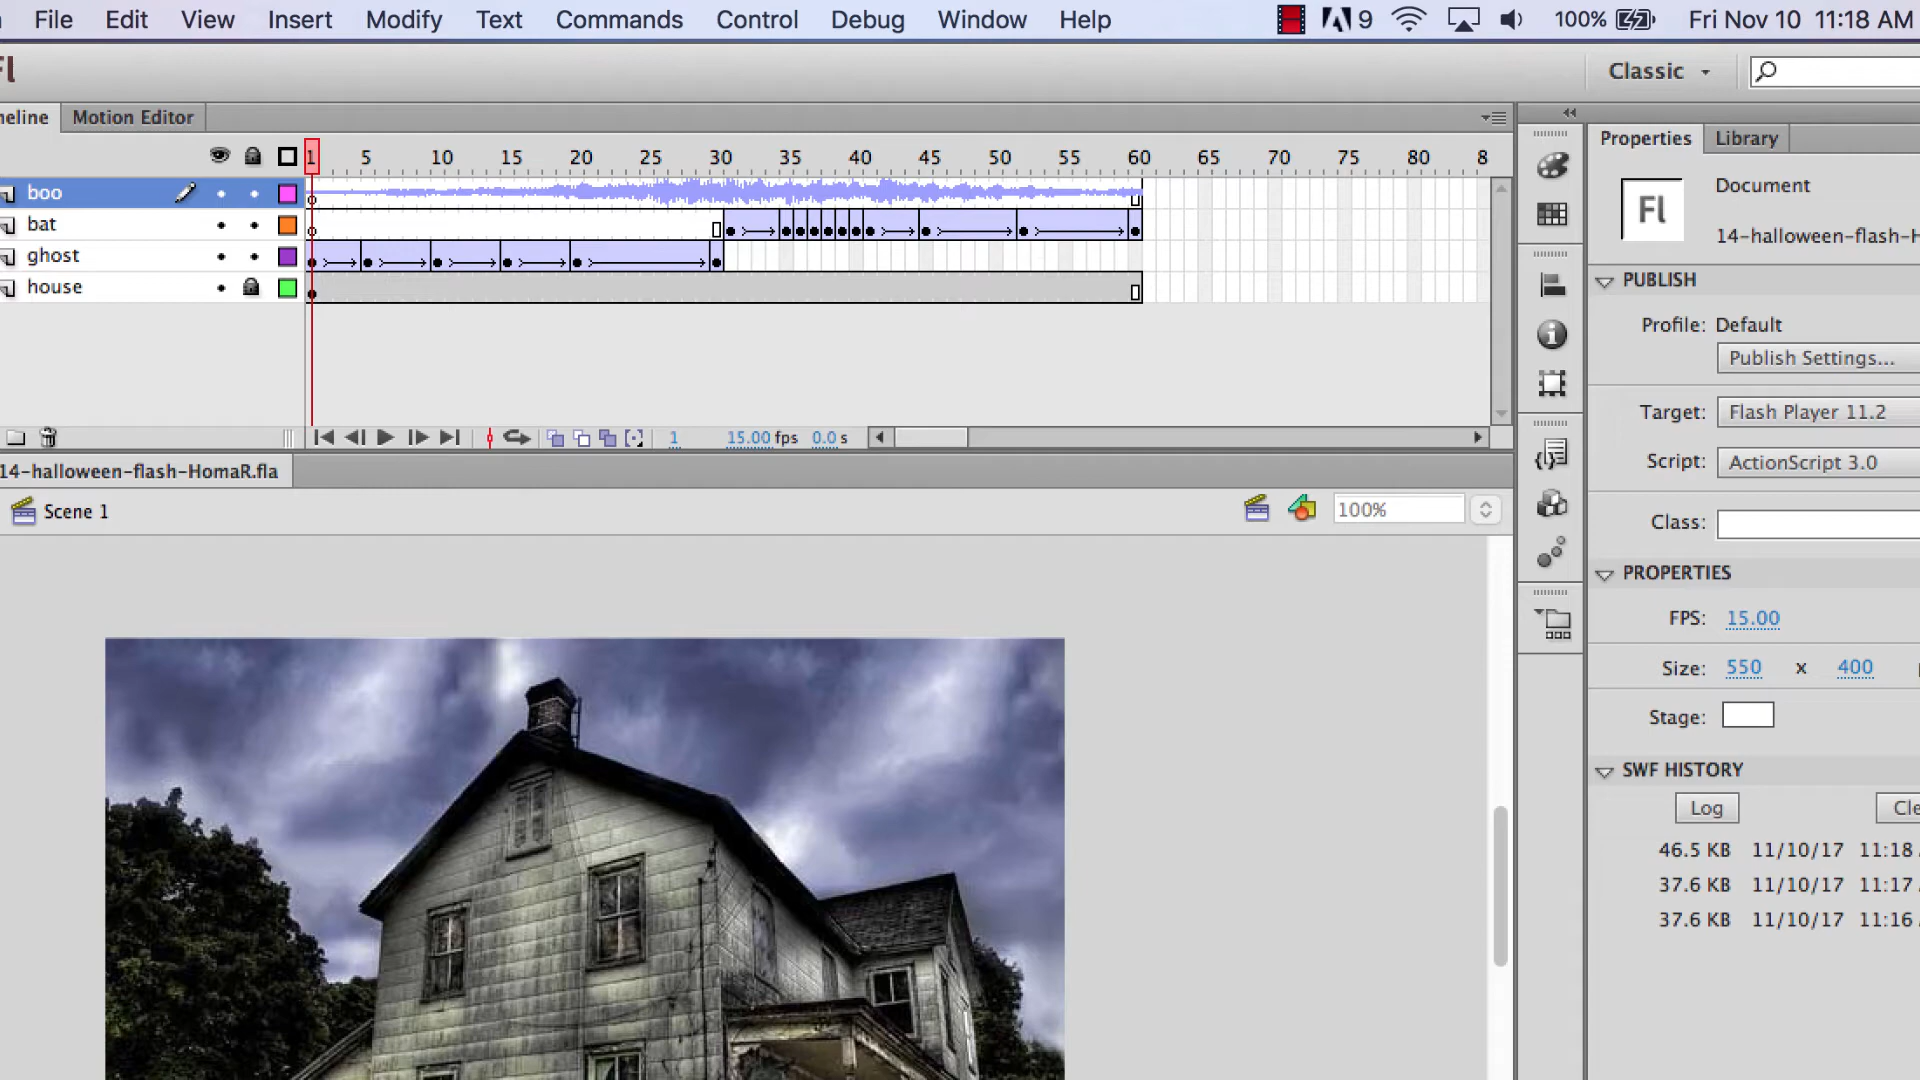 File Edit View Insert Modify Text Commands Control Debug Window Help 9 100% Fri Nov 10 11:18 AM
Fl Classic
eline Motion Editor Properties Library
1 5 10 15 20 25 30 35 40 45 50 55 60 65 70 75 80 8
boo
bat
ghost
house
1 15.00 fps 0.0 s
14-halloween-flash-HomaR.fla
Scene 1 100%
Fl Document
14-halloween-flash-H
PUBLISH
Profile: Default
Publish Settings...
Target: Flash Player 11.2
Script: ActionScript 3.0
Class:
PROPERTIES
FPS: 15.00
Size: 550 x 400
Stage:
SWF HISTORY
Log Cle
46.5 KB 11/10/17 11:18
37.6 KB 11/10/17 11:17
37.6 KB 11/10/17 11:16